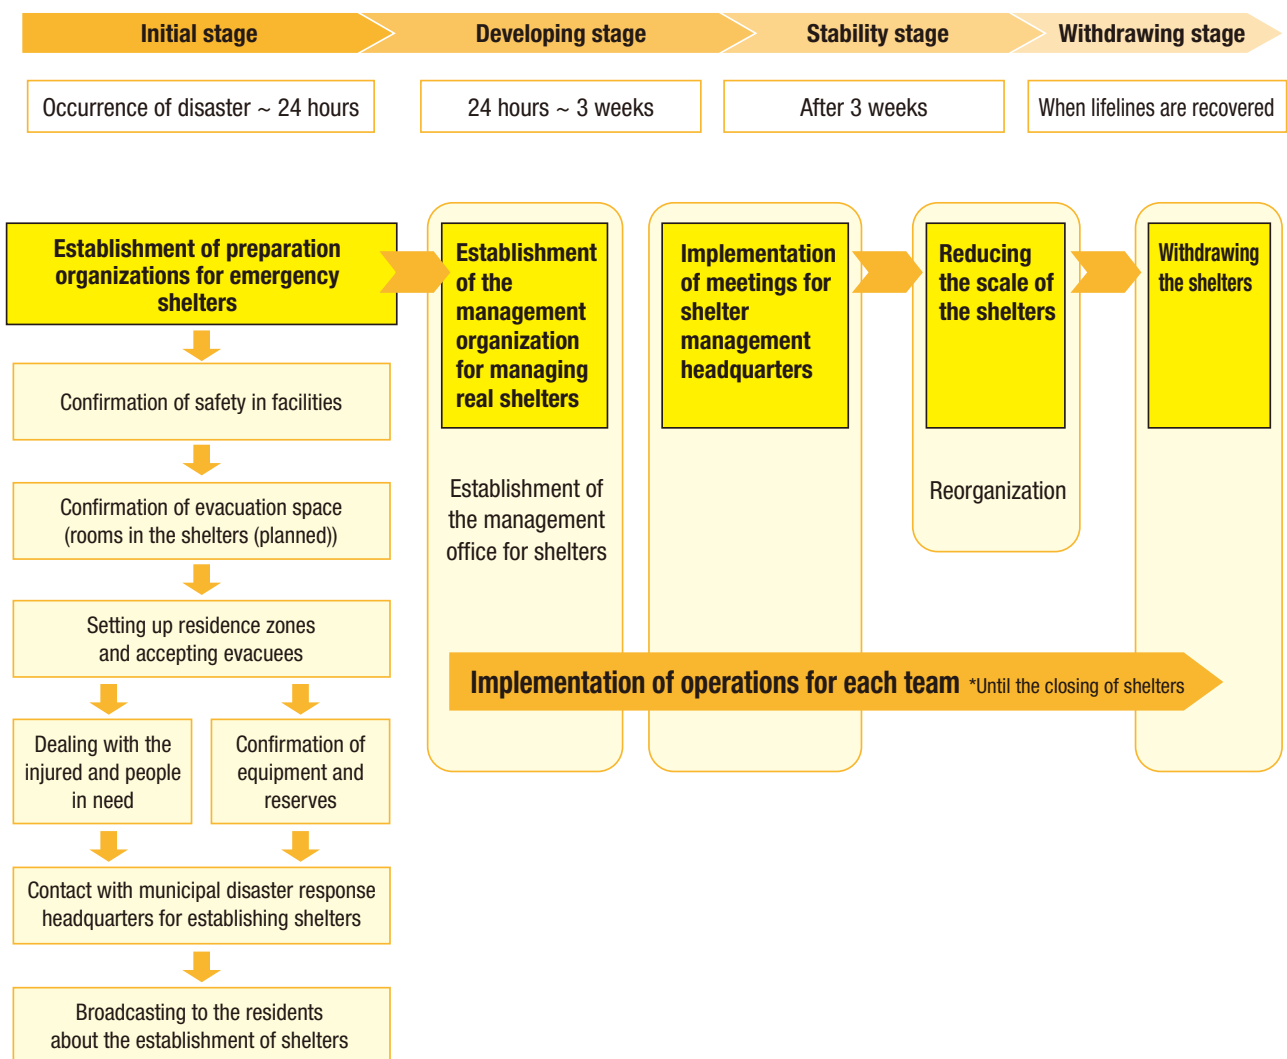 Initial stage
Developing stage
Stability stage
Withdrawing stage
Occurrence of disaster ~ 24 hours
24 hours ~ 3 weeks
After 3 weeks
When lifelines are recovered
Establishment of preparation
organizations for emergency
shelters
Confirmation of safety in facilities
Confirmation of evacuation space
(rooms in the shelters (planned))
Setting up residence zones
and accepting evacuees
Dealing with the
injured and people
in need
Confirmation of
equipment and
reserves
Contact with municipal disaster response
headquarters for establishing shelters
Broadcasting to the residents
about the establishment of shelters
Establishment
of the
management
organization
for managing
real shelters
Establishment of
the management
office for shelters
Implementation
of meetings for
shelter
management
headquarters
Reducing
the scale of
the shelters
Reorganization
Withdrawing
the shelters
Implementation of operations for each team *Until the closing of shelters